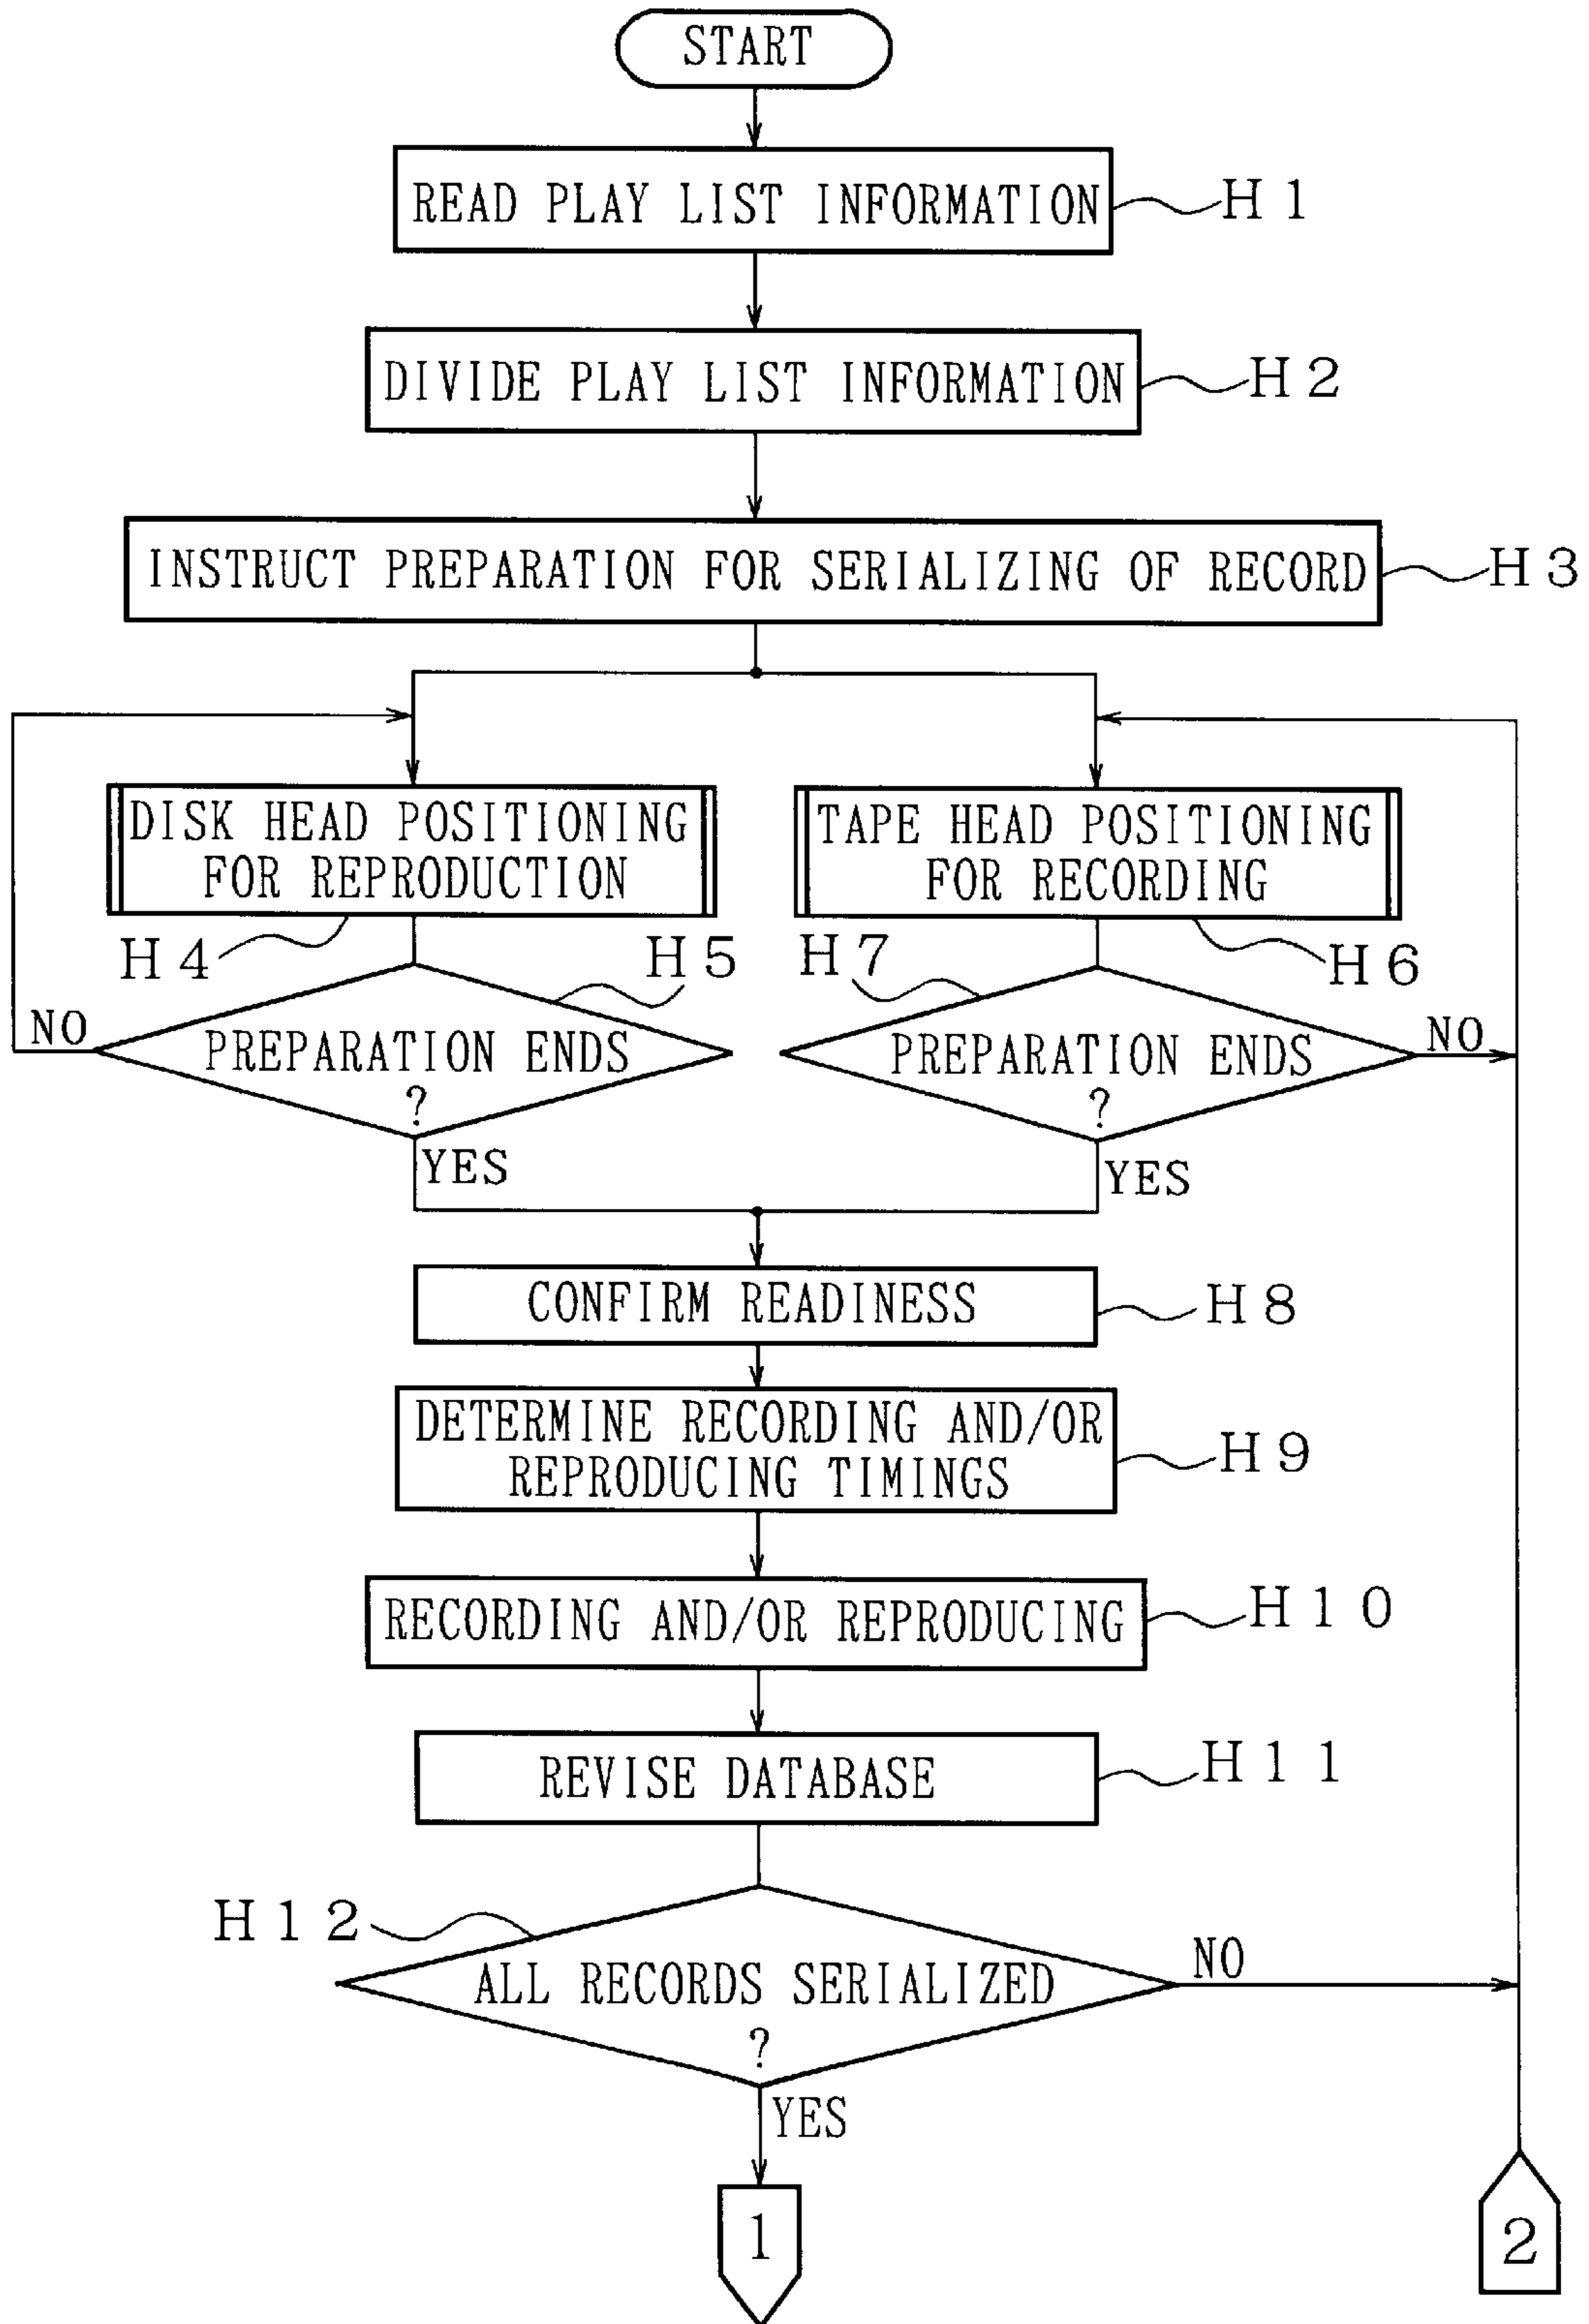 START
READ PLAY LIST INFORMATION
H1
DIVIDE PLAY LIST INFORMATION
H2
INSTRUCT PREPARATION FOR SERIALIZING OF RECORD
H3
DISK HEAD POSITIONING
FOR REPRODUCTION
TAPE HEAD POSITIONING
FOR RECORDING
H4
H5
H7
H6
NO
PREPARATION ENDS
?
PREPARATION ENDS
?
NO
YES
YES
CONFIRM READINESS
H8
DETERMINE RECORDING AND/OR
REPRODUCING TIMINGS
H9
RECORDING AND/OR REPRODUCING
H10
REVISE DATABASE
H11
H12
ALL RECORDS SERIALIZED
?
NO
YES
1
2